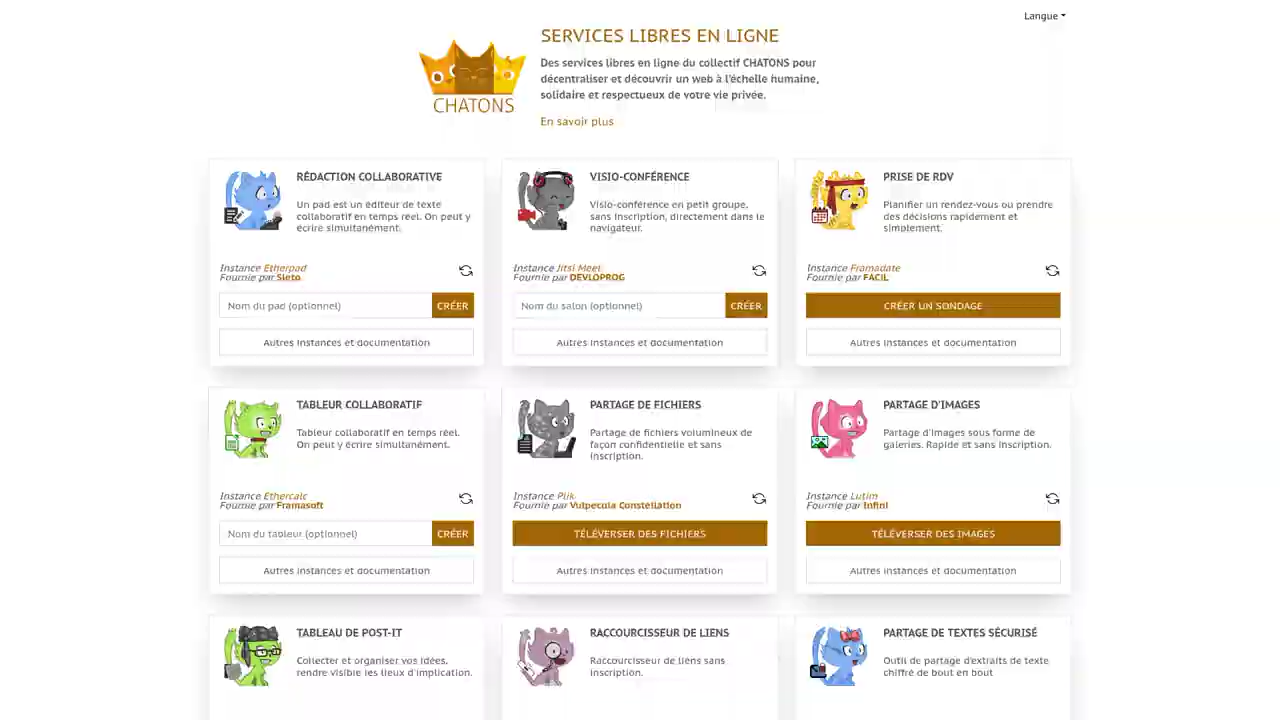 Langue
SERVICES LIBRES EN LIGNE
Des services libres en ligne du collectif CHATONS pour
décentraliser et découvrir un web à l'échelle humaine,
solidaire et respectueux de votre vie privée.
CHATONS
En savoir plus
RÉDACTION COLLABORATIVE
Un pad est un éditeur de texte
collaboratif en temps réel. On peut y
écrire simultanément.
Instance Etherpad
Fournie par Sleto
Nom du pad (optionnel)
CRÉER
Autres instances et documentation
VISIO-CONFÉRENCE
Visio-conférence en petit groupe,
sans inscription, directement dans le
navigateur.
Instance Jitsi Meet
Fournie par DEVLOPROG
Nom du salon (optionnel)
CRÉER
Autres instances et documentation
PRISE DE RDV
Planifier un rendez-vous ou prendre
des décisions rapidement et
simplement.
Instance Framadate
Fournie par FACIL
CRÉER UN SONDAGE
Autres instances et documentation
TABLEUR COLLABORATIF
Tableur collaboratif en temps réel.
On peut y écrire simultanément.
Instance Ethercalc
Fournie par Framasoft
Nom du tableur (optionnel)
CRÉER
Autres instances et documentation
PARTAGE DE FICHIERS
Partage de fichiers volumineux de
façon confidentielle et sans
inscription.
Instance Plik
Fournie par Vulpecula Constellation
TÉLÉVERSER DES FICHIERS
Autres instances et documentation
PARTAGE D'IMAGES
Partage d'images sous forme de
galeries. Rapide et sans inscription.
Instance Lutim
Fournie par Infini
TÉLÉVERSER DES IMAGES
Autres instances et documentation
TABLEAU DE POST-IT
Collecter et organiser vos idées,
rendre visible les lieux d'implication.
RACCOURCISSEUR DE LIENS
Raccourcisseur de liens sans
inscription.
PARTAGE DE TEXTES SÉCURISÉ
Outil de partage d'extraits de texte
chiffré de bout en bout